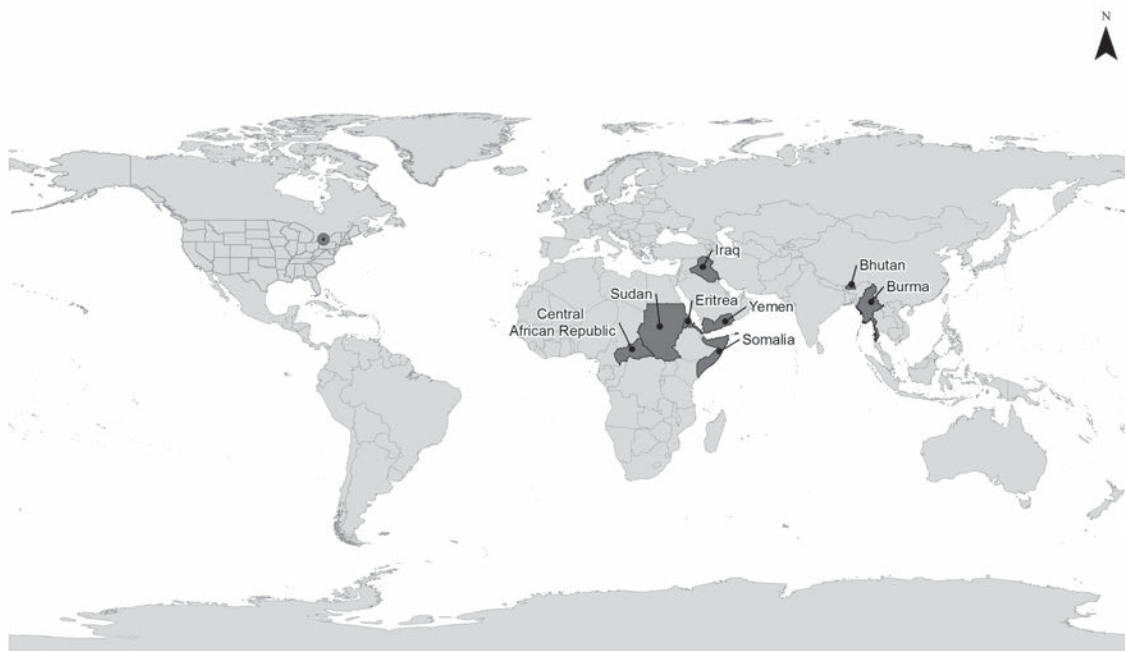 N
Iraq
Bhutan
Burma
Sudan
Eritrea
Yemen
Central
African Republic
Somalia